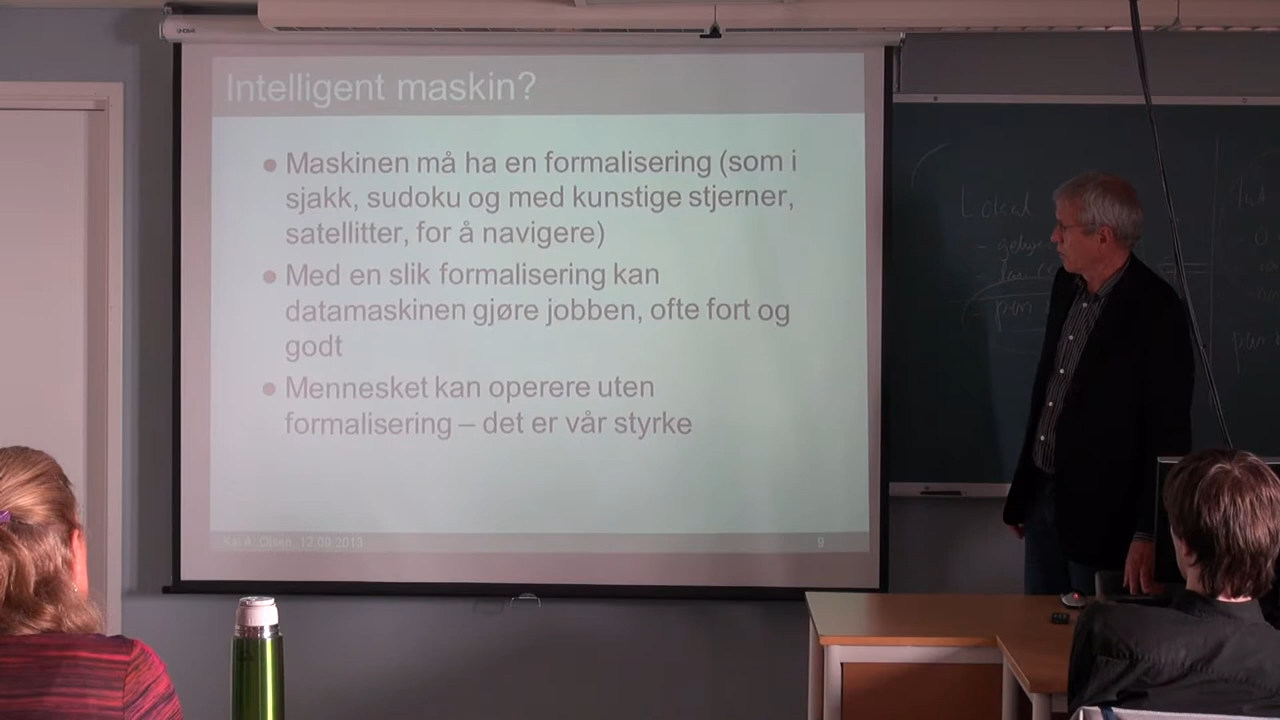 Intelligent maskin?
● Maskinen må ha en formalisering (som i
sjakk, sudoku og med kunstige stjerner,
satellitter, for å navigere)
● Med en slik formalisering kan
datamaskinen gjøre jobben, ofte fort og
godt
● Mennesket kan operere uten
formalisering – det er vår styrke
Kai A. Olsen, 12.09.2013
9
Lokal